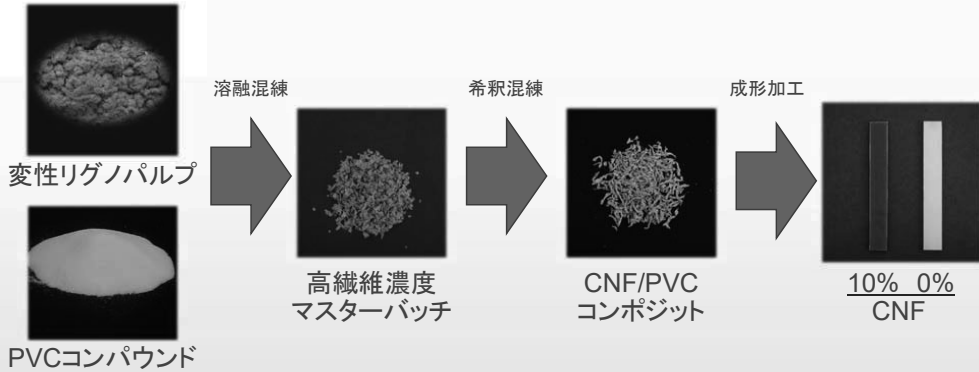 変性リグノパルプ
PVCコンパウンド
溶融混練
高繊維濃度
マスターバッチ
希釈混練
CNF/PVC
コンポジット
成形加工
10% 0%
CNF